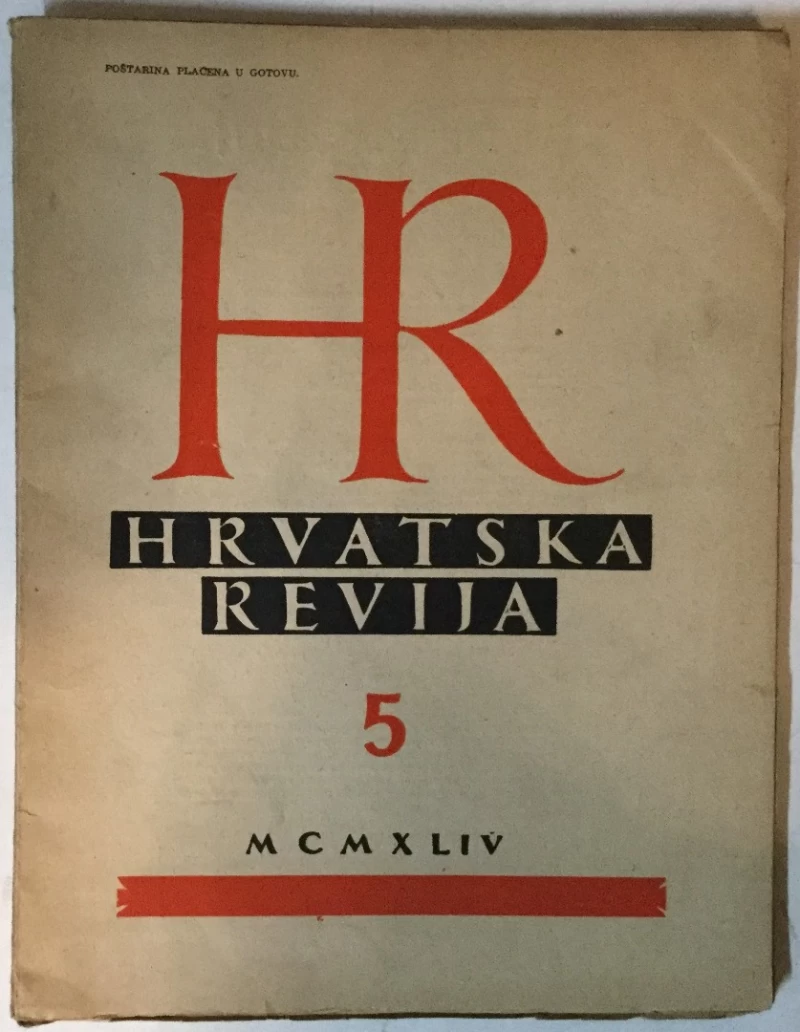 POŠTARINA PLAĆENA U GOTOVU.
HR
HRVATSKA
REVIJA
5
MCMXLIV